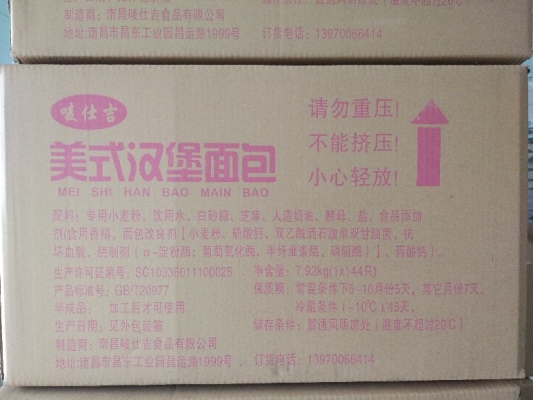 制造商: 南昌唛仕吉食品有限公司
地址:南昌市昌东工业园昌运路1999号 订货电话: 13970066414
唛仕吉
美式汉堡面包
MEI SHI HAN BAO MAIN BAO
请勿重压!
不能挤压!
小心轻放!
配料: 专用小麦粉、饮用水、白砂糖、芝麻、人造奶油、酵母、盐、食品添加
剂(食用香精、面包改良剂【小麦粉、硫酸钙、双乙酰酒石酸单双甘油酯、抗
坏血酸、酶制剂(α-淀粉酶; 葡萄氧化酶、半纤维素酶、磷脂酶)】、丙酸钙)。
生产许可证编号: SC10336011100025 净含量: 7.92kg(1x144只)
产品标准号: GB/T20977 保质期: 常温条件下5-10月份5天, 其它月份7天。
冷藏条件(-10℃)45天。
半成品: 加工后才可使用
生产日期: 见外包装箱 储存条件: 置通风阴凉处(温度不超过20℃)
制造商: 南昌唛仕吉食品有限公司
地址:南昌市昌东工业园昌运路1999号、 订货电话: 13970066414